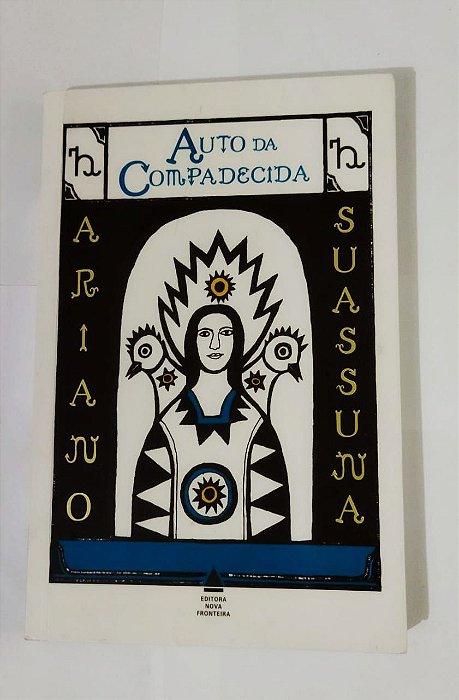 AUTO DA
COMPADECIDA
ARIANO
SUASSUNA
EDITORA
NOVA
FRONTEIRA